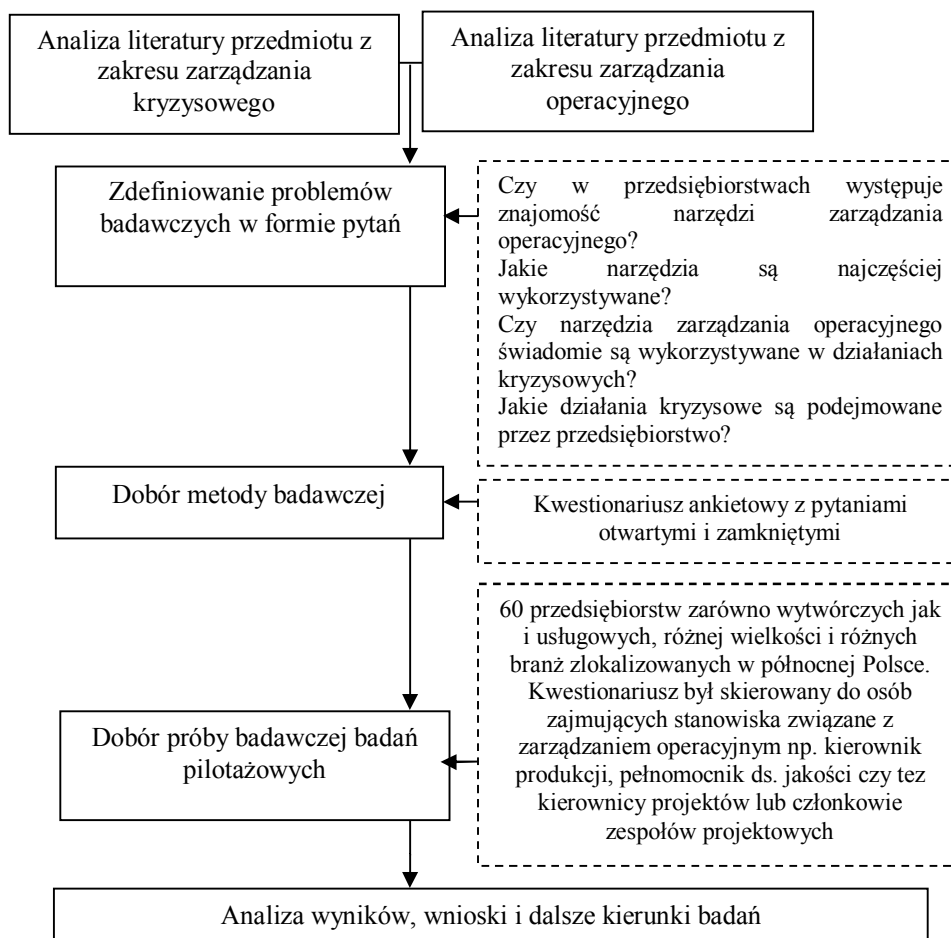 Analiza literatury przedmiotu z
zakresu zarządzania
kryzysowego
Analiza literatury przedmiotu z
zakresu zarządzania
operacyjnego
Zdefiniowanie problemów
badawczych w formie pytań
Czy w przedsiębiorstwach występuje
znajomość narzędzi zarządzania
operacyjnego?
Jakie narzędzia są najczęściej
wykorzystywane?
Czy narzędzia zarządzania operacyjnego
świadomie są wykorzystywane w działaniach
kryzysowych?
Jakie działania kryzysowe są podejmowane
przez przedsiębiorstwo?
Dobór metody badawczej
Kwestionariusz ankietowy z pytaniami
otwartymi i zamkniętymi
Dobór próby badawczej badań
pilotażowych
60 przedsiębiorstw zarówno wytwórczych jak
i usługowych, różnej wielkości i różnych
branż zlokalizowanych w północnej Polsce.
Kwestionariusz był skierowany do osób
zajmujących stanowiska związane z
zarządzaniem operacyjnym np. kierownik
produkcji, pełnomocnik ds. jakości czy tez
kierownicy projektów lub członkowie
zespołów projektowych
Analiza wyników, wnioski i dalsze kierunki badań